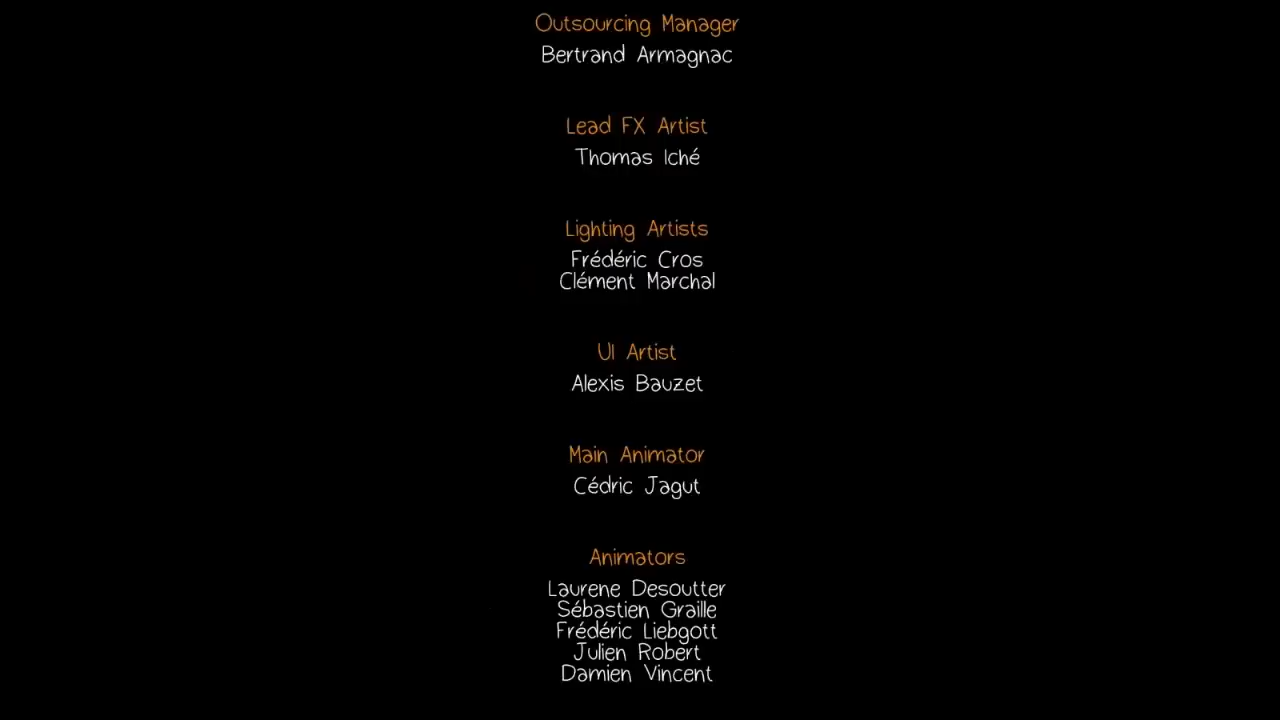 Outsourcing Manager
Bertrand Armagnac
Lead FX Artist
Thomas Iché
Lighting Artists
Frédéric Cros
Clément Marchal
UI Artist
Alexis Bauzet
Main Animator
Cédric Jagut
Animators
Laurene Desoutter
Sébastien Graille
Frédéric Liebgott
Julien Robert
Damien Vincent